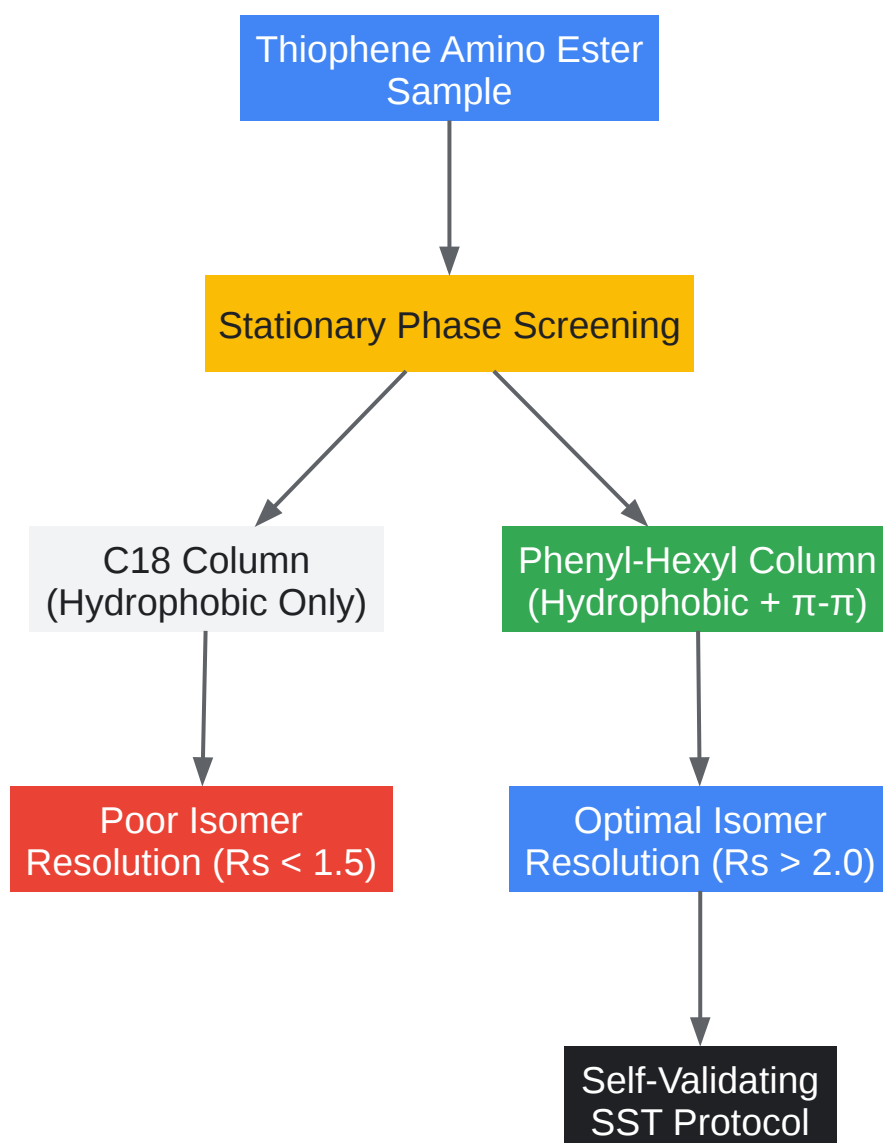 Thiophene Amino Ester
Sample
Stationary Phase Screening
C18 Column
(Hydrophobic Only)
Phenyl-Hexyl Column
(Hydrophobic + π-π)
Poor Isomer
Resolution (Rs < 1.5)
Optimal Isomer
Resolution (Rs > 2.0)
Self-Validating
SST Protocol